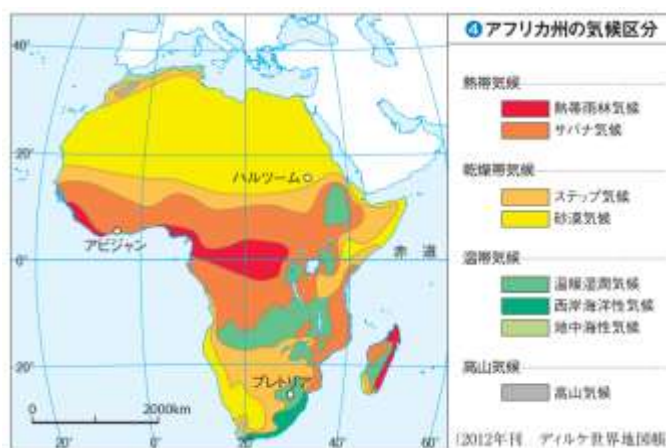 ❹アフリカ州の気候区分
熱帯気候
熱帯雨林気候
サバナ気候
乾燥帯気候
ステップ気候
砂漠気候
温帯気候
温暖湿潤気候
西岸海洋性気候
地中海性気候
高山気候
高山気候
(2012年刊 ディルケ世界地図帳
40°
20°
ハルツーム
アビジャン
赤道
0°
20°
プレトリア
0
2000km
20°
0°
20°
40°
60°